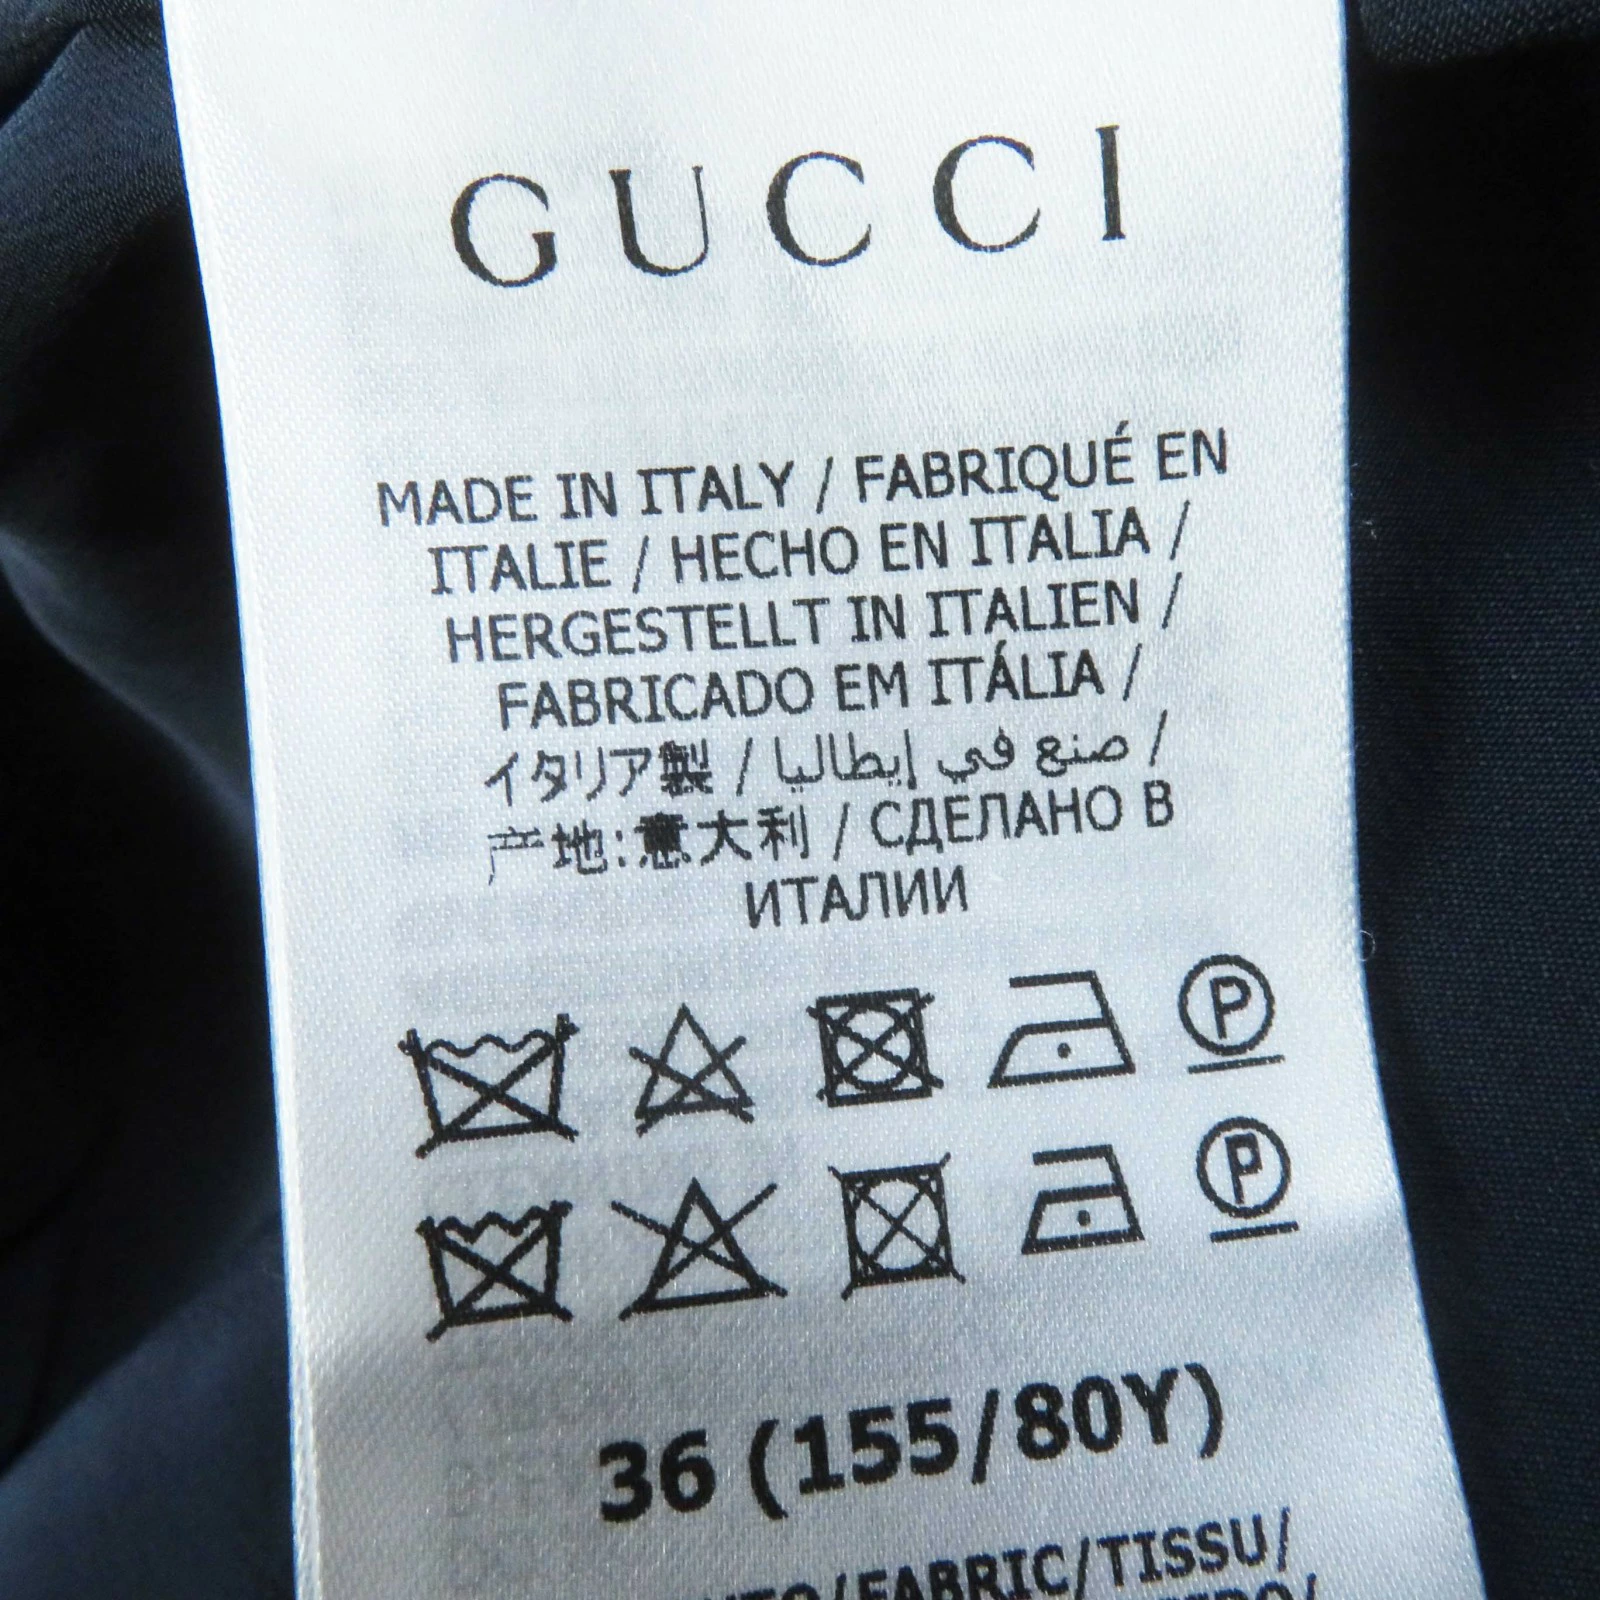 GUCCI
MADE IN ITALY / FABRIQUÉ EN
ITALIE / HECHO EN ITALIA /
HERGESTELLT IN ITALIEN /
FABRICADO EM ITÁLIA /
イタリア製 / صنع في إيطاليا /
产地:意大利 / СДЕЛАНО В
ИТАЛИИ
P
P
36 (155/80Y)
/FABRIC/TISSU/